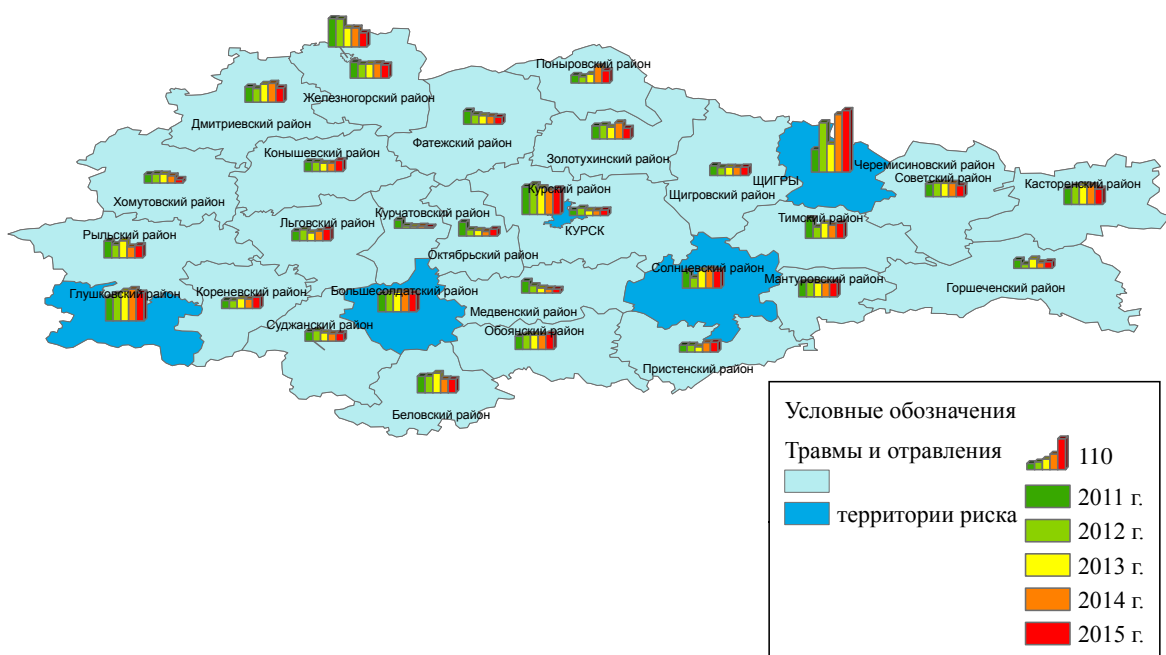 Поныровский район
Железногорский район
Дмитриевский район
Фатежский район
Конышевский район
Золотухинский район
Черемисиновский район
Щигровский район
ЩИГРЫ
Советский район
Касторенский район
Хомутовский район
Курский район
Курчатовский район
Льговский район
КУРСК
Тимский район
Рыльский район
Октябрьский район
Солнцевский район
Мантуровский район
Горшеченский район
Глушковский район
Кореневский район
Большесолдатский район
Медвенский район
Суджанский район
Обоянский район
Пристенский район
Беловский район
Условные обозначения
Травмы и отравления
территории риска
110
2011 г.
2012 г.
2013 г.
2014 г.
2015 г.